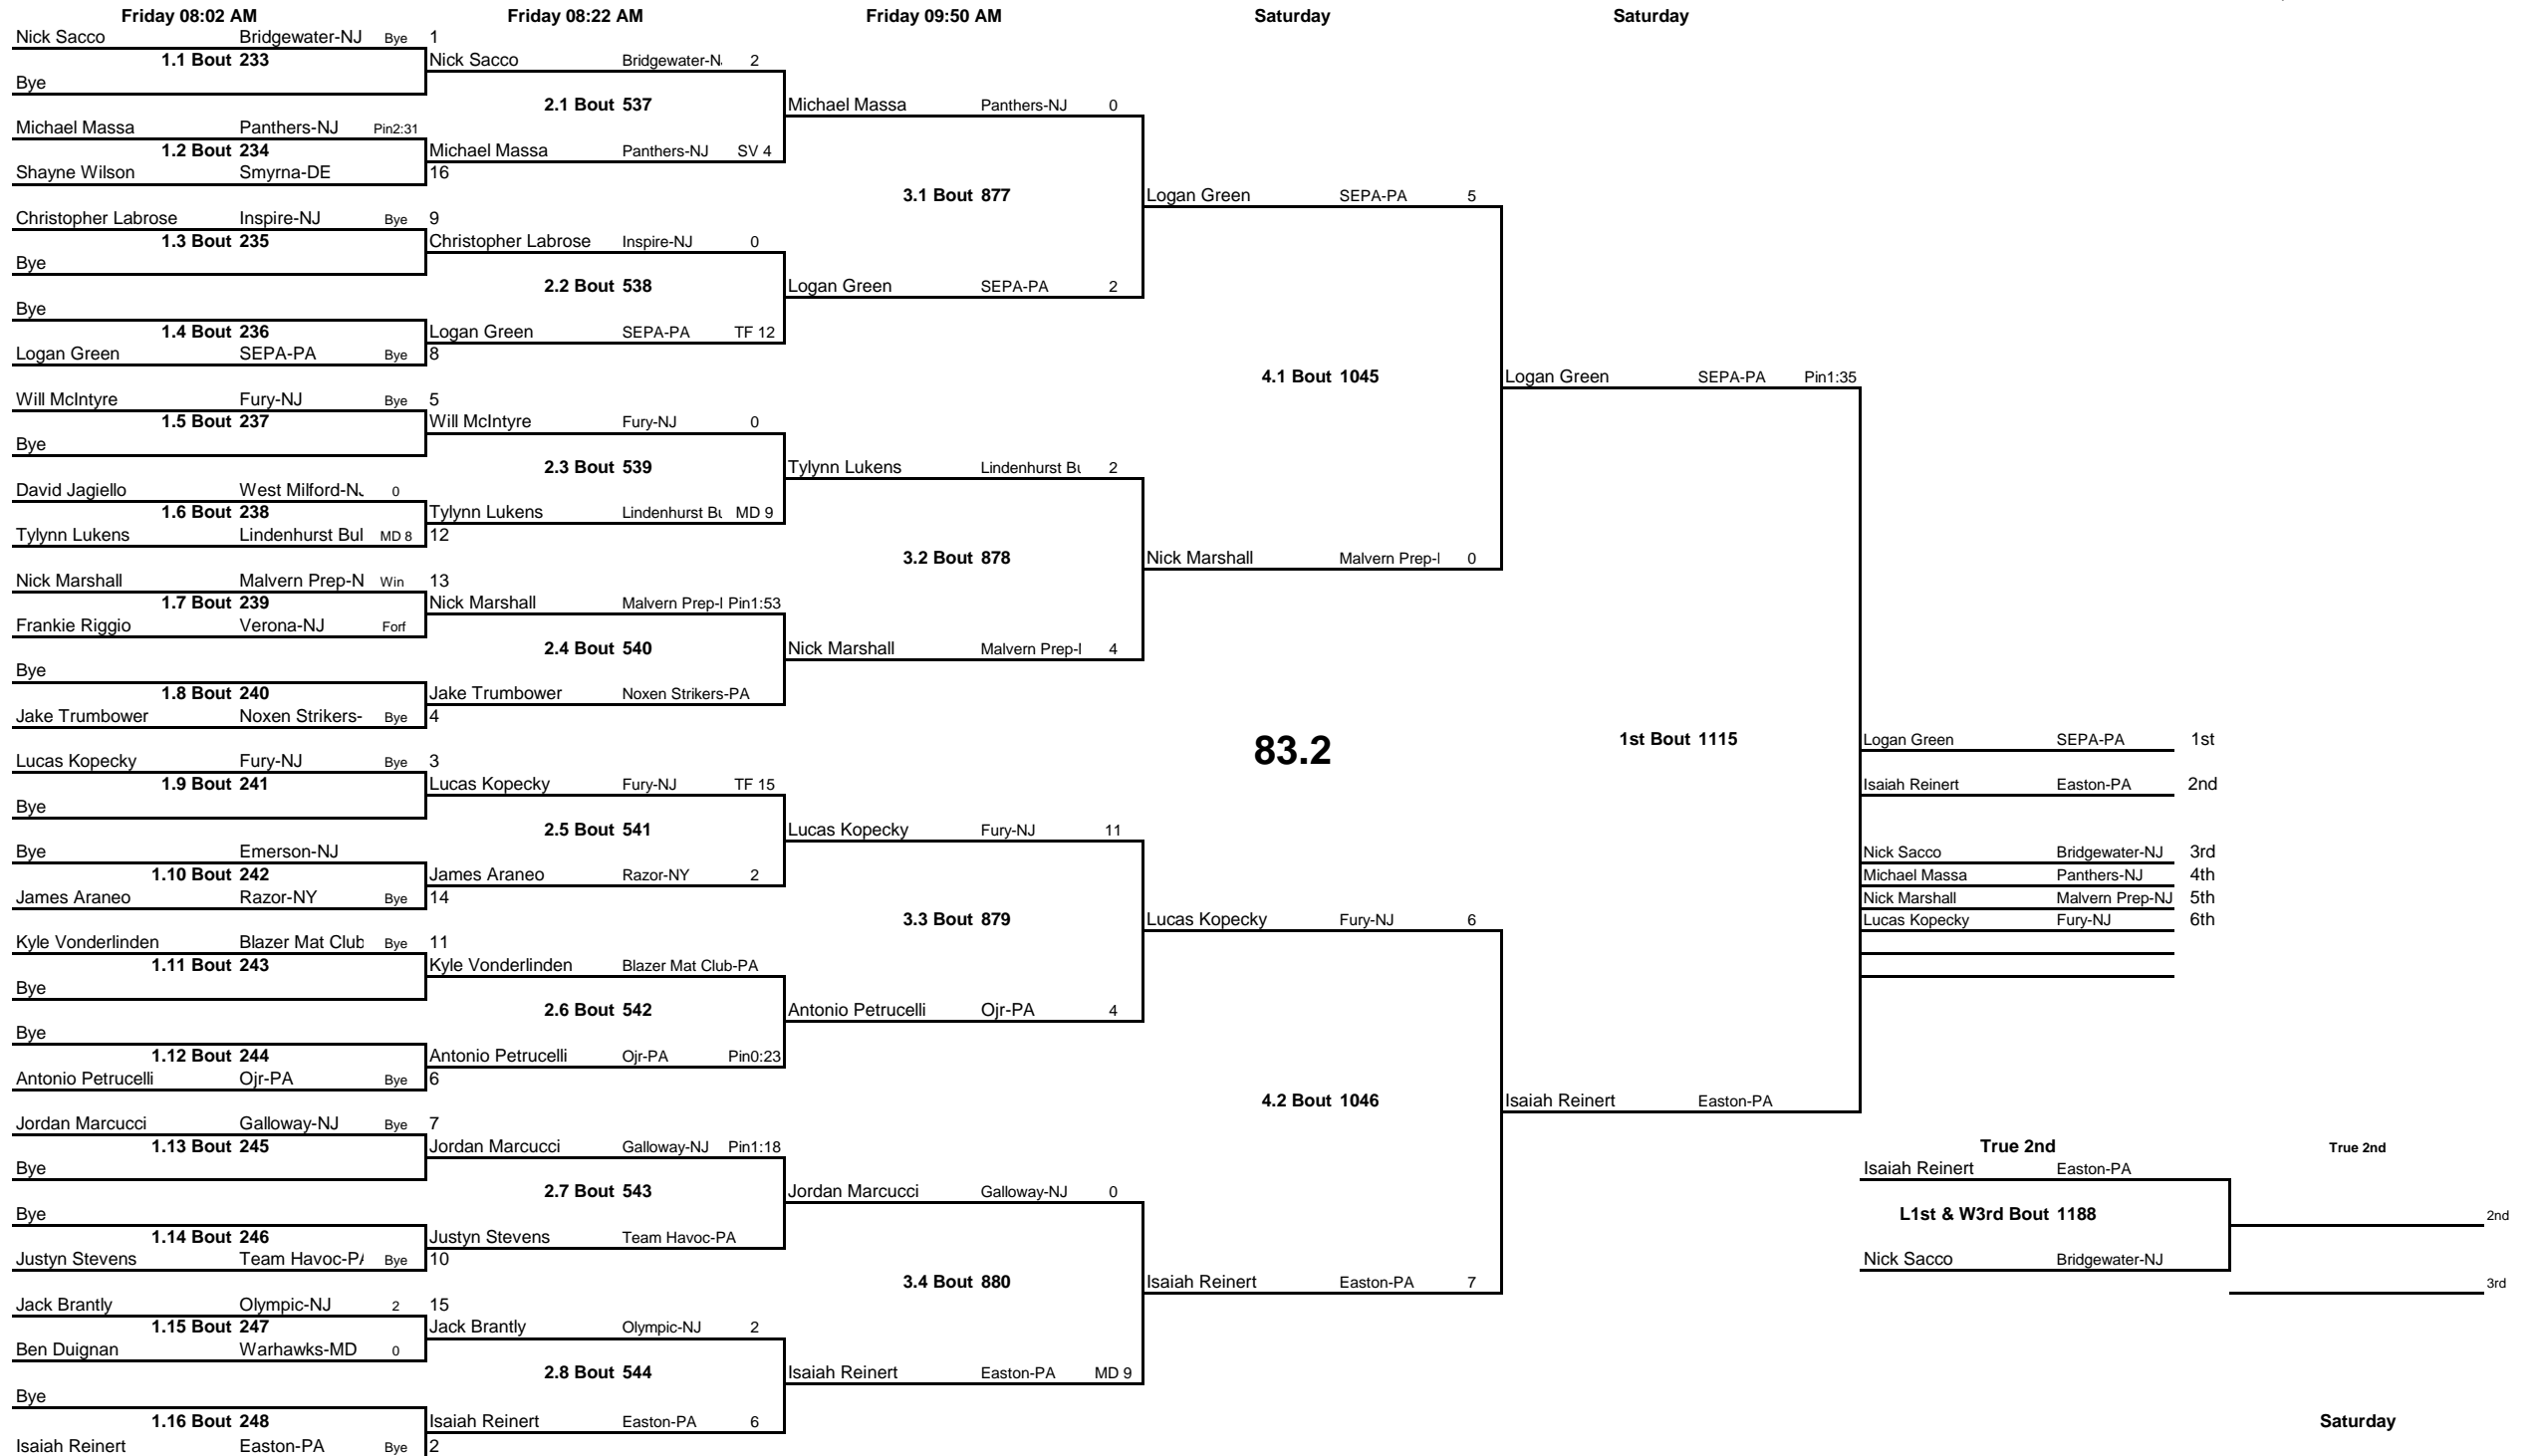 Friday 08:02 AM Friday 08:22 AM Friday 09:50 AM Saturday Saturday
Nick Sacco Bridgewater-NJ Bye 1
1.1 Bout 233 Nick Sacco Bridgewater-N 2
Bye
2.1 Bout 537 Michael Massa Panthers-NJ 0
Michael Massa Panthers-NJ Pin2:31
1.2 Bout 234 Michael Massa Panthers-NJ SV 4
Shayne Wilson Smyrna-DE 16
3.1 Bout 877 Logan Green SEPA-PA 5
Christopher Labrose Inspire-NJ Bye 9
1.3 Bout 235 Christopher Labrose Inspire-NJ 0
Bye
2.2 Bout 538 Logan Green SEPA-PA 2
Bye
1.4 Bout 236 Logan Green SEPA-PA TF 12
Logan Green SEPA-PA Bye 8
4.1 Bout 1045 Logan Green SEPA-PA Pin1:35
Will McIntyre Fury-NJ Bye 5
1.5 Bout 237 Will McIntyre Fury-NJ 0
Bye
2.3 Bout 539 Tylynn Lukens Lindenhurst Bu 2
David Jagiello West Milford-NJ 0
1.6 Bout 238 Tylynn Lukens Lindenhurst Bu MD 9
Tylynn Lukens Lindenhurst Bul MD 8 12
3.2 Bout 878 Nick Marshall Malvern Prep-I 0
Nick Marshall Malvern Prep-N Win 13
1.7 Bout 239 Nick Marshall Malvern Prep-I Pin1:53
Frankie Riggio Verona-NJ Forf
2.4 Bout 540 Nick Marshall Malvern Prep-I 4
Bye
1.8 Bout 240 Jake Trumbower Noxen Strikers-PA
Jake Trumbower Noxen Strikers- Bye 4
83.2 1st Bout 1115 Logan Green SEPA-PA 1st
Lucas Kopecky Fury-NJ Bye 3
1.9 Bout 241 Lucas Kopecky Fury-NJ TF 15 Isaiah Reinert Easton-PA 2nd
Bye
2.5 Bout 541 Lucas Kopecky Fury-NJ 11
Bye Emerson-NJ Nick Sacco Bridgewater-NJ 3rd
1.10 Bout 242 James Araneo Razor-NY 2 Michael Massa Panthers-NJ 4th
James Araneo Razor-NY Bye 14 Nick Marshall Malvern Prep-NJ 5th
3.3 Bout 879 Lucas Kopecky Fury-NJ 6 Lucas Kopecky Fury-NJ 6th
Kyle Vonderlinden Blazer Mat Club Bye 11
1.11 Bout 243 Kyle Vonderlinden Blazer Mat Club-PA
Bye
2.6 Bout 542 Antonio Petrucelli Ojr-PA 4
Bye
1.12 Bout 244 Antonio Petrucelli Ojr-PA Pin0:23
Antonio Petrucelli Ojr-PA Bye 6
4.2 Bout 1046 Isaiah Reinert Easton-PA
Jordan Marcucci Galloway-NJ Bye 7
1.13 Bout 245 Jordan Marcucci Galloway-NJ Pin1:18 True 2nd True 2nd
Bye Isaiah Reinert Easton-PA
2.7 Bout 543 Jordan Marcucci Galloway-NJ 0
Bye L1st & W3rd Bout 1188 2nd
1.14 Bout 246 Justyn Stevens Team Havoc-PA
Justyn Stevens Team Havoc-PA Bye 10 Nick Sacco Bridgewater-NJ
3.4 Bout 880 Isaiah Reinert Easton-PA 7 3rd
Jack Brantly Olympic-NJ 2 15
1.15 Bout 247 Jack Brantly Olympic-NJ 2
Ben Duignan Warhawks-MD 0
2.8 Bout 544 Isaiah Reinert Easton-PA MD 9
Bye
1.16 Bout 248 Isaiah Reinert Easton-PA 6 Saturday
Isaiah Reinert Easton-PA Bye 2